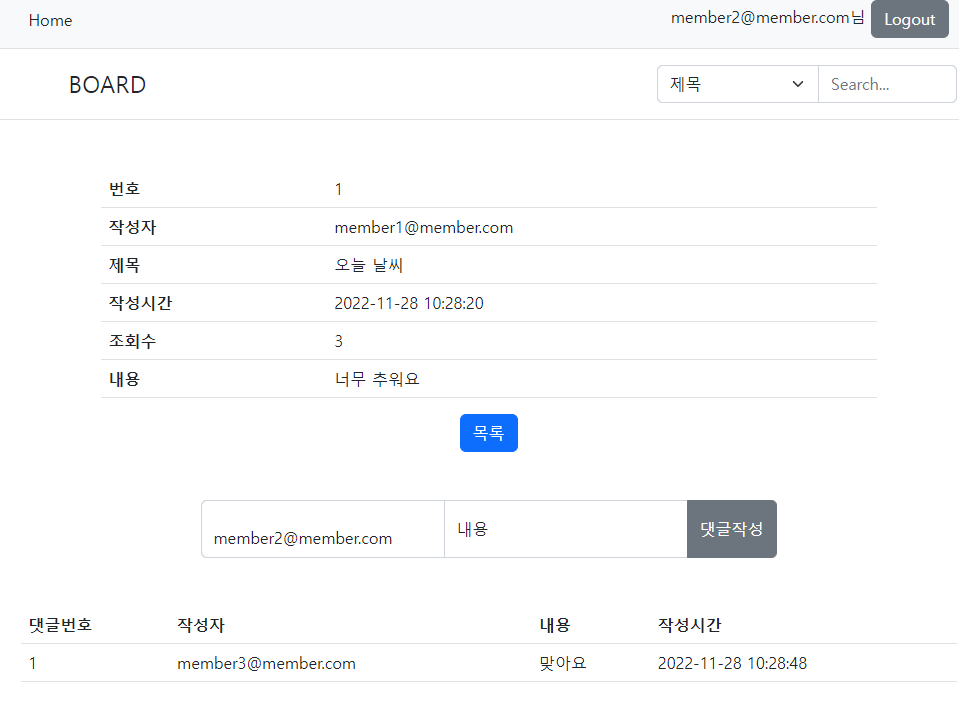 Home member2@member.com님 Logout
BOARD 제목 Search...
번호 1
작성자 member1@member.com
제목 오늘 날씨
작성시간 2022-11-28 10:28:20
조회수 3
내용 너무 추워요
목록
member2@member.com 내용 댓글작성
댓글번호 작성자 내용 작성시간
1 member3@member.com 맞아요 2022-11-28 10:28:48